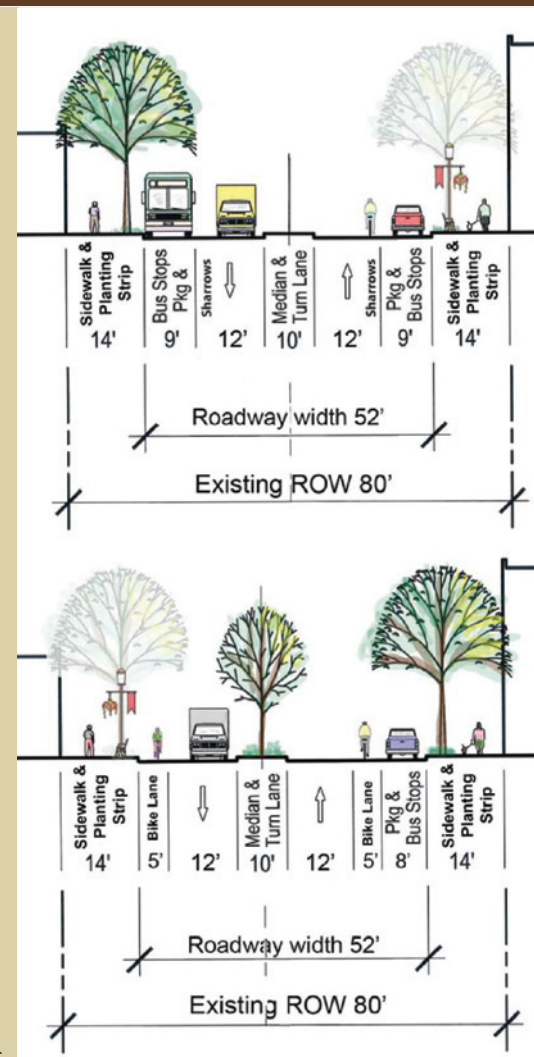 Sidewalk &
Planting
Strip
14'
Bus Stops
Pkg &
9'
Sharrows
12'
Median &
Turn Lane
10'
12'
Sharrows
Pkg &
Bus Stops
9'
Sidewalk &
Planting
Strip
14'
Roadway width 52'
Existing ROW 80'
Sidewalk &
Planting
Strip
14'
Bike Lane
5'
12'
Median &
Turn Lane
10'
12'
Bike Lane
5'
Pkg &
Bus Stops
8'
Sidewalk &
Planting
Strip
14'
Roadway width 52'
Existing ROW 80'